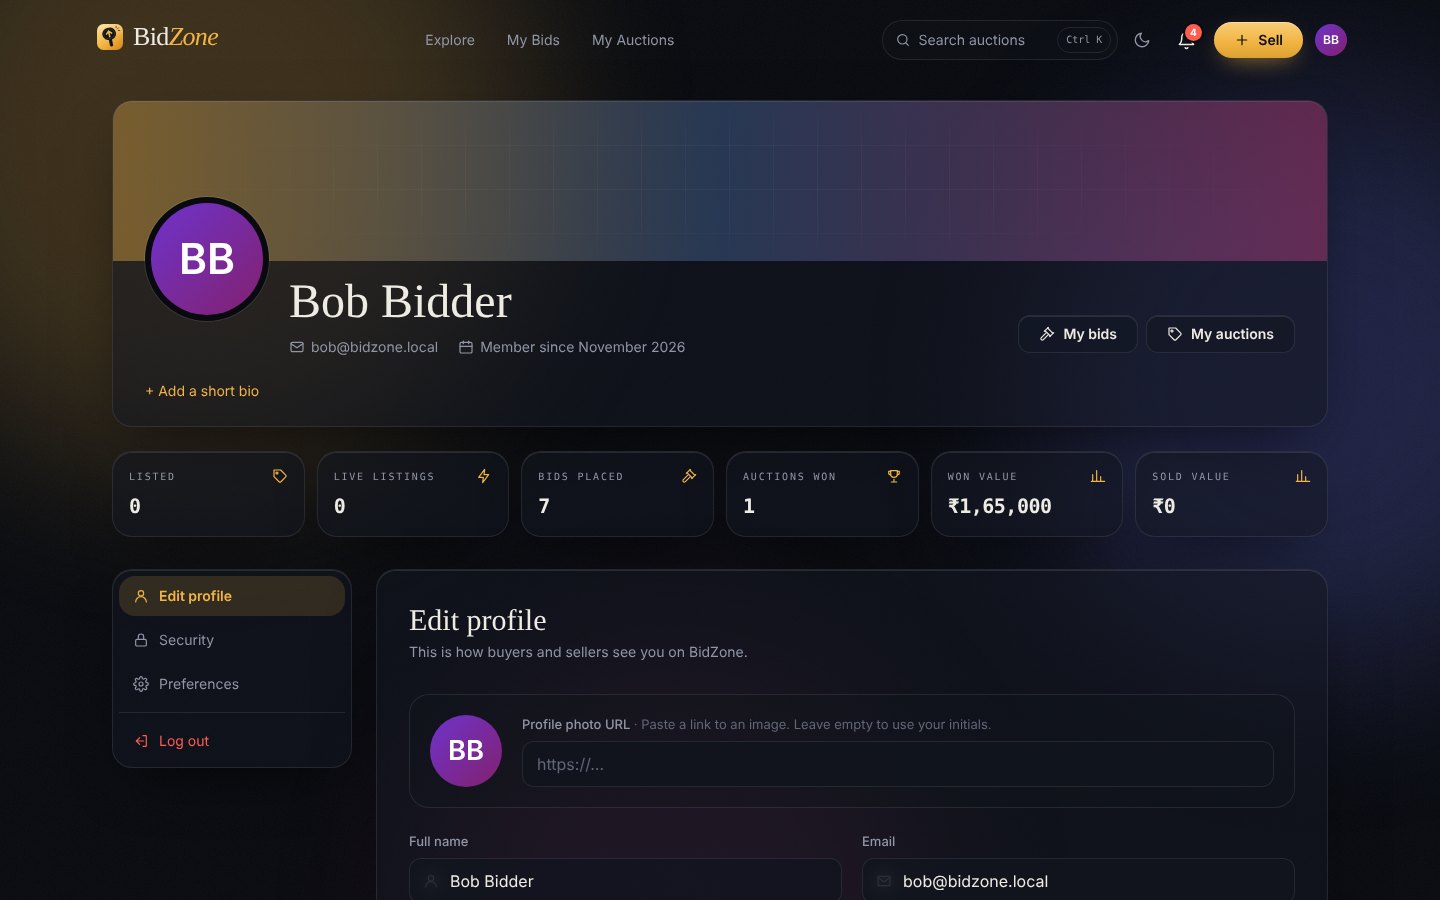 BidZone
Explore
My Bids
My Auctions
Search auctions
Ctrl K
4
Sell
BB
BB
Bob Bidder
bob@bidzone.local
Member since November 2026
My bids
My auctions
+ Add a short bio
LISTED
0
LIVE LISTINGS
0
BIDS PLACED
7
AUCTIONS WON
1
WON VALUE
₹1,65,000
SOLD VALUE
₹0
Edit profile
Security
Preferences
Log out
Edit profile
This is how buyers and sellers see you on BidZone.
BB
Profile photo URL · Paste a link to an image. Leave empty to use your initials.
https://...
Full name
Bob Bidder
Email
bob@bidzone.local